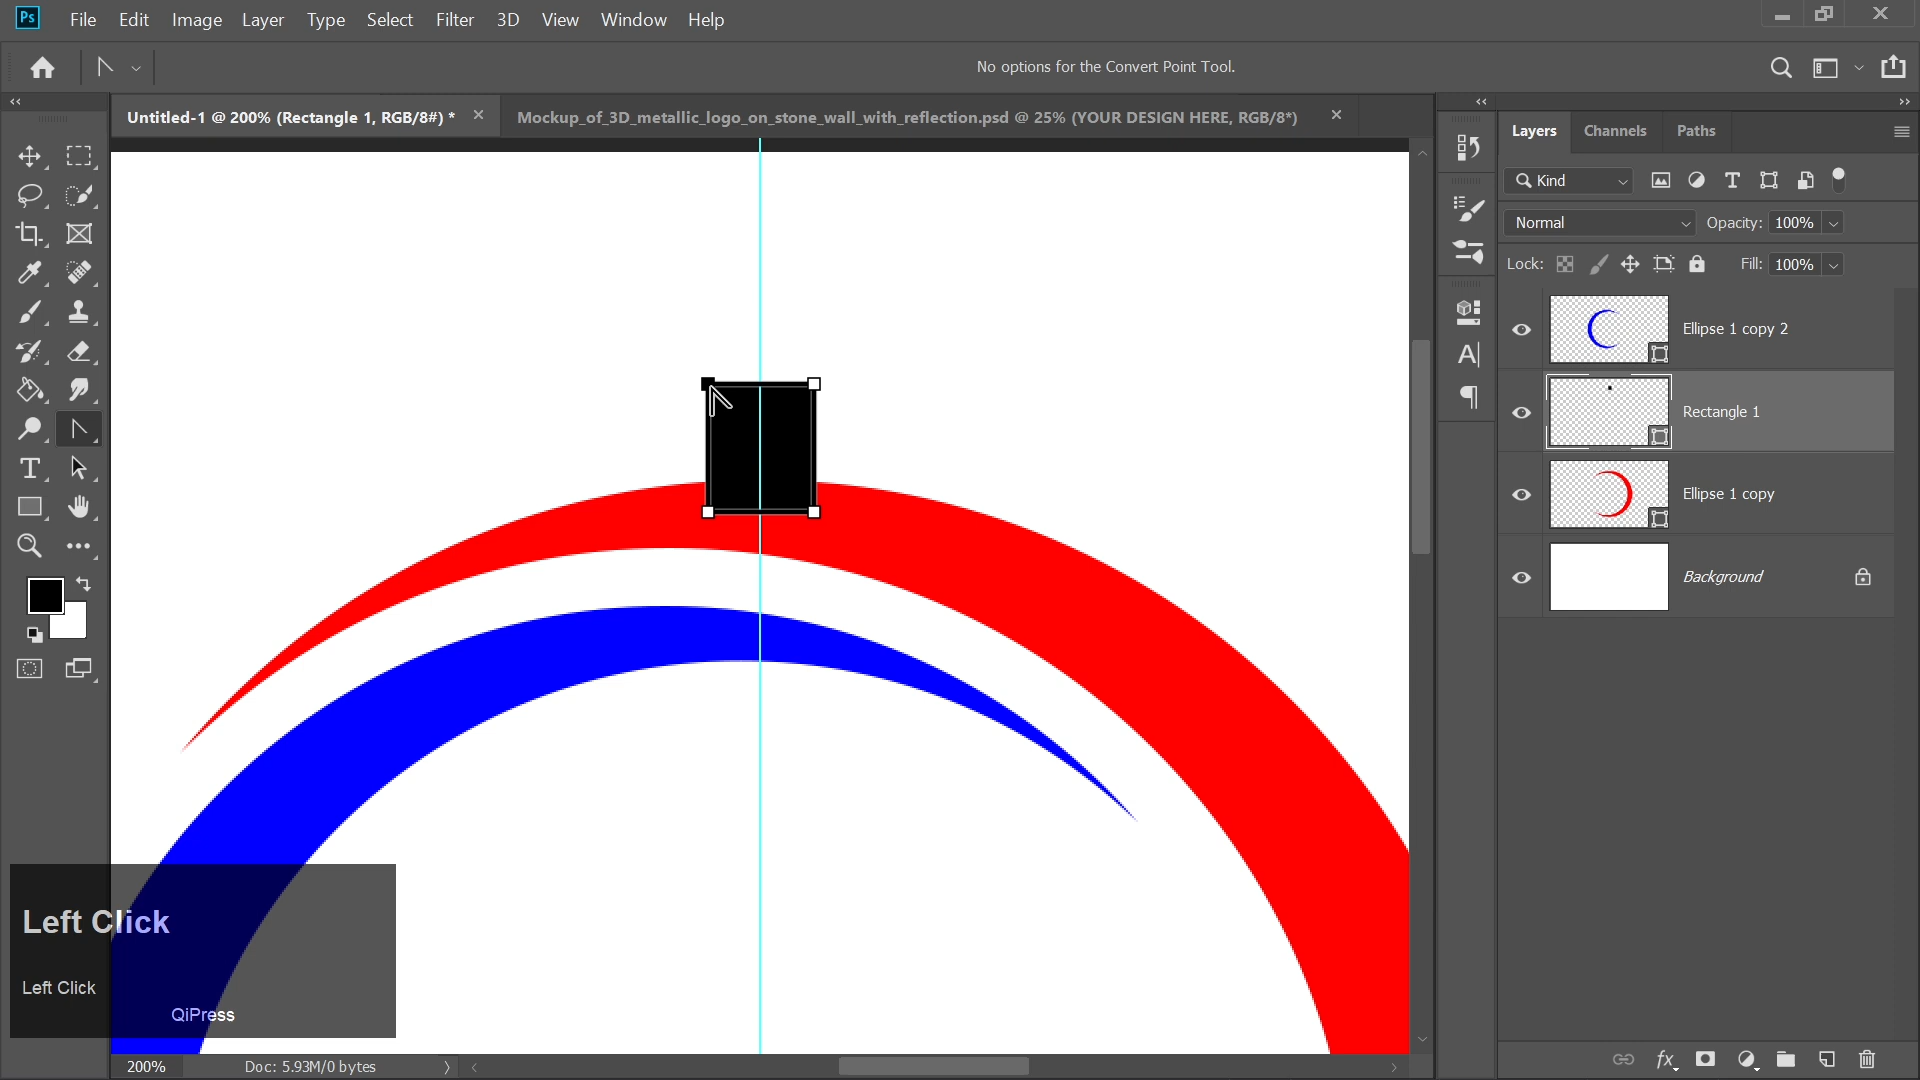 Ps File Edit Image Layer Type Select Filter 3D View Window Help
No options for the Convert Point Tool.
Untitled-1 @ 200% (Rectangle 1, RGB/8#) *
Mockup_of_3D_metallic_logo_on_stone_wall_with_reflection.psd @ 25% (YOUR DESIGN HERE, RGB/8*)
Layers Channels Paths
Kind
Normal Opacity: 100%
Lock: Fill: 100%
Ellipse 1 copy 2
Rectangle 1
Ellipse 1 copy
Background
Left Click
Left Click
QiPress
200% Doc: 5.93M/0 bytes
fx